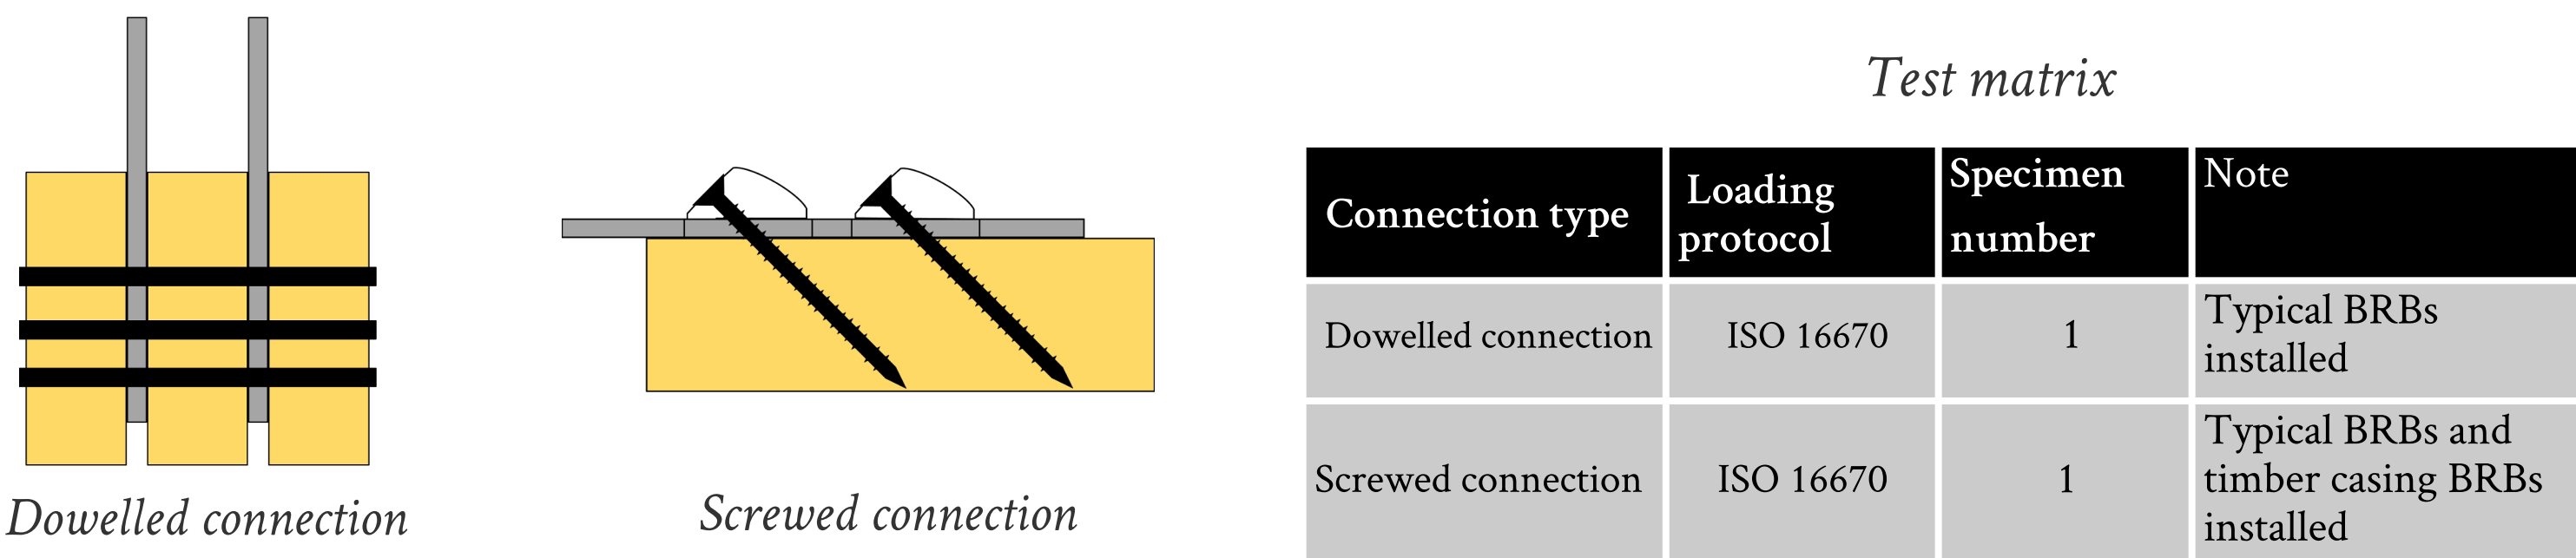 Dowelled connection
Screwed connection
Test matrix
Connection type
Loading
protocol
Specimen
number
Note
Dowelled connection
ISO 16670
1
Typical BRBs
installed
Screwed connection
ISO 16670
1
Typical BRBs and
timber casing BRBs
installed